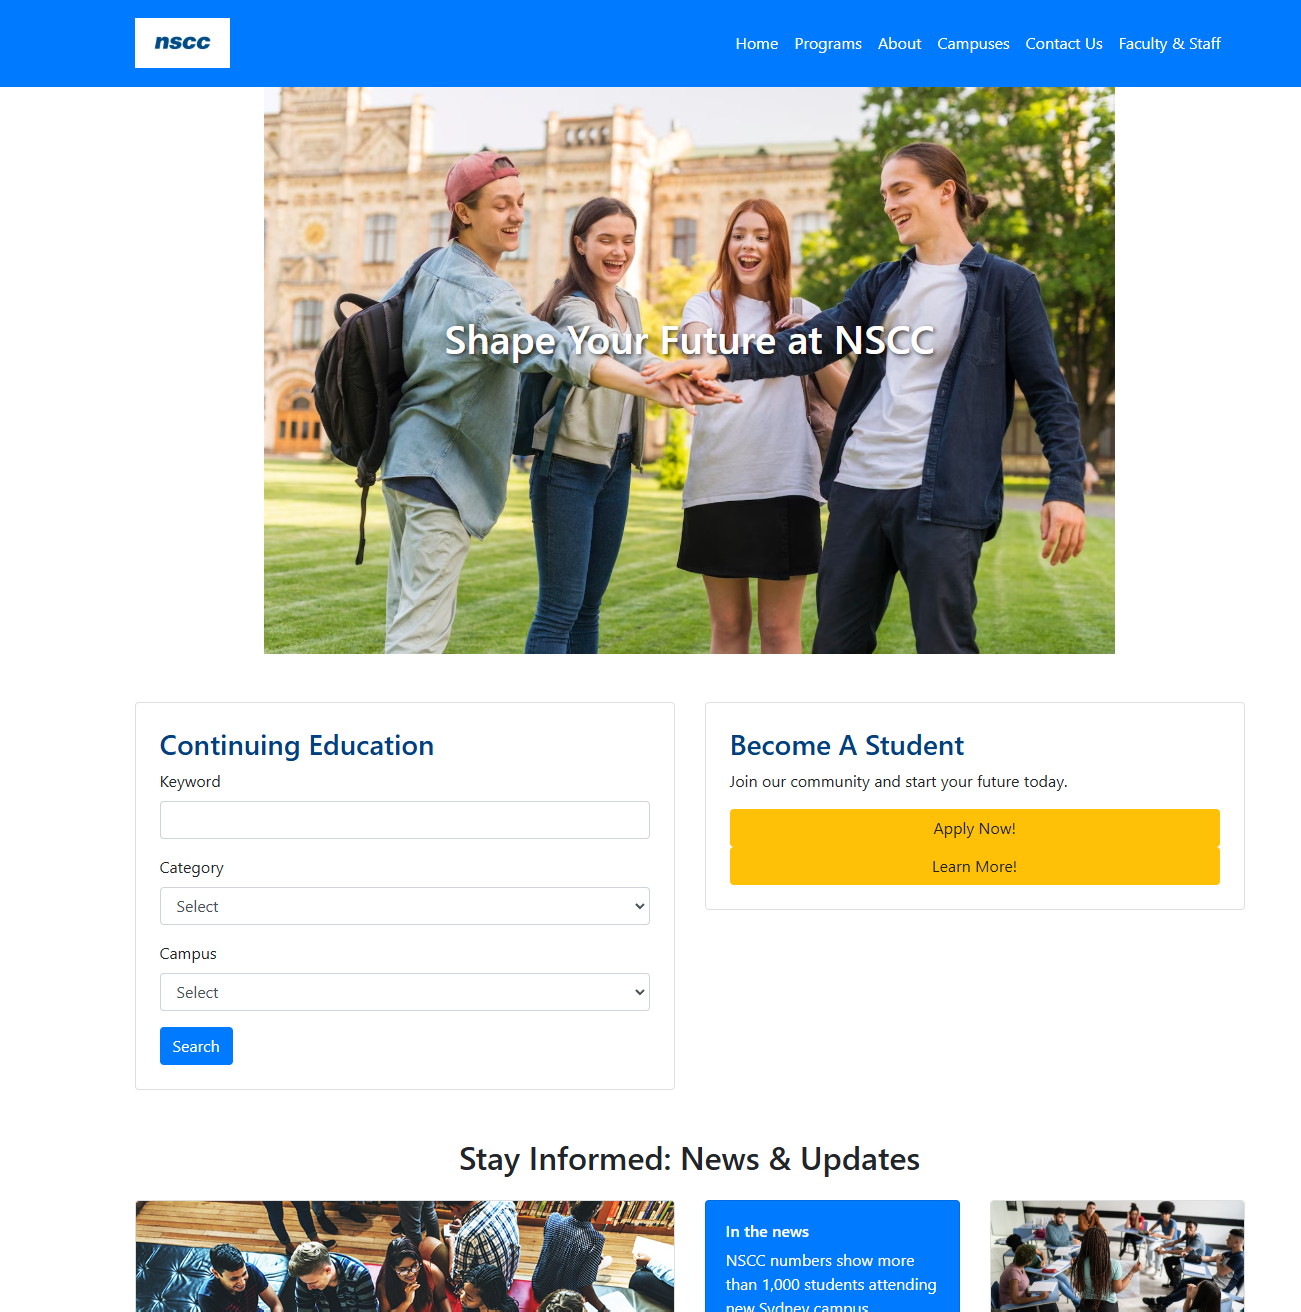 nscc
Home Programs About Campuses Contact Us Faculty & Staff
Shape Your Future at NSCC
Continuing Education
Keyword
Category
Select
Campus
Select
Search
Become A Student
Join our community and start your future today.
Apply Now!
Learn More!
Stay Informed: News & Updates
In the news
NSCC numbers show more
than 1,000 students attending
new Sydney campus